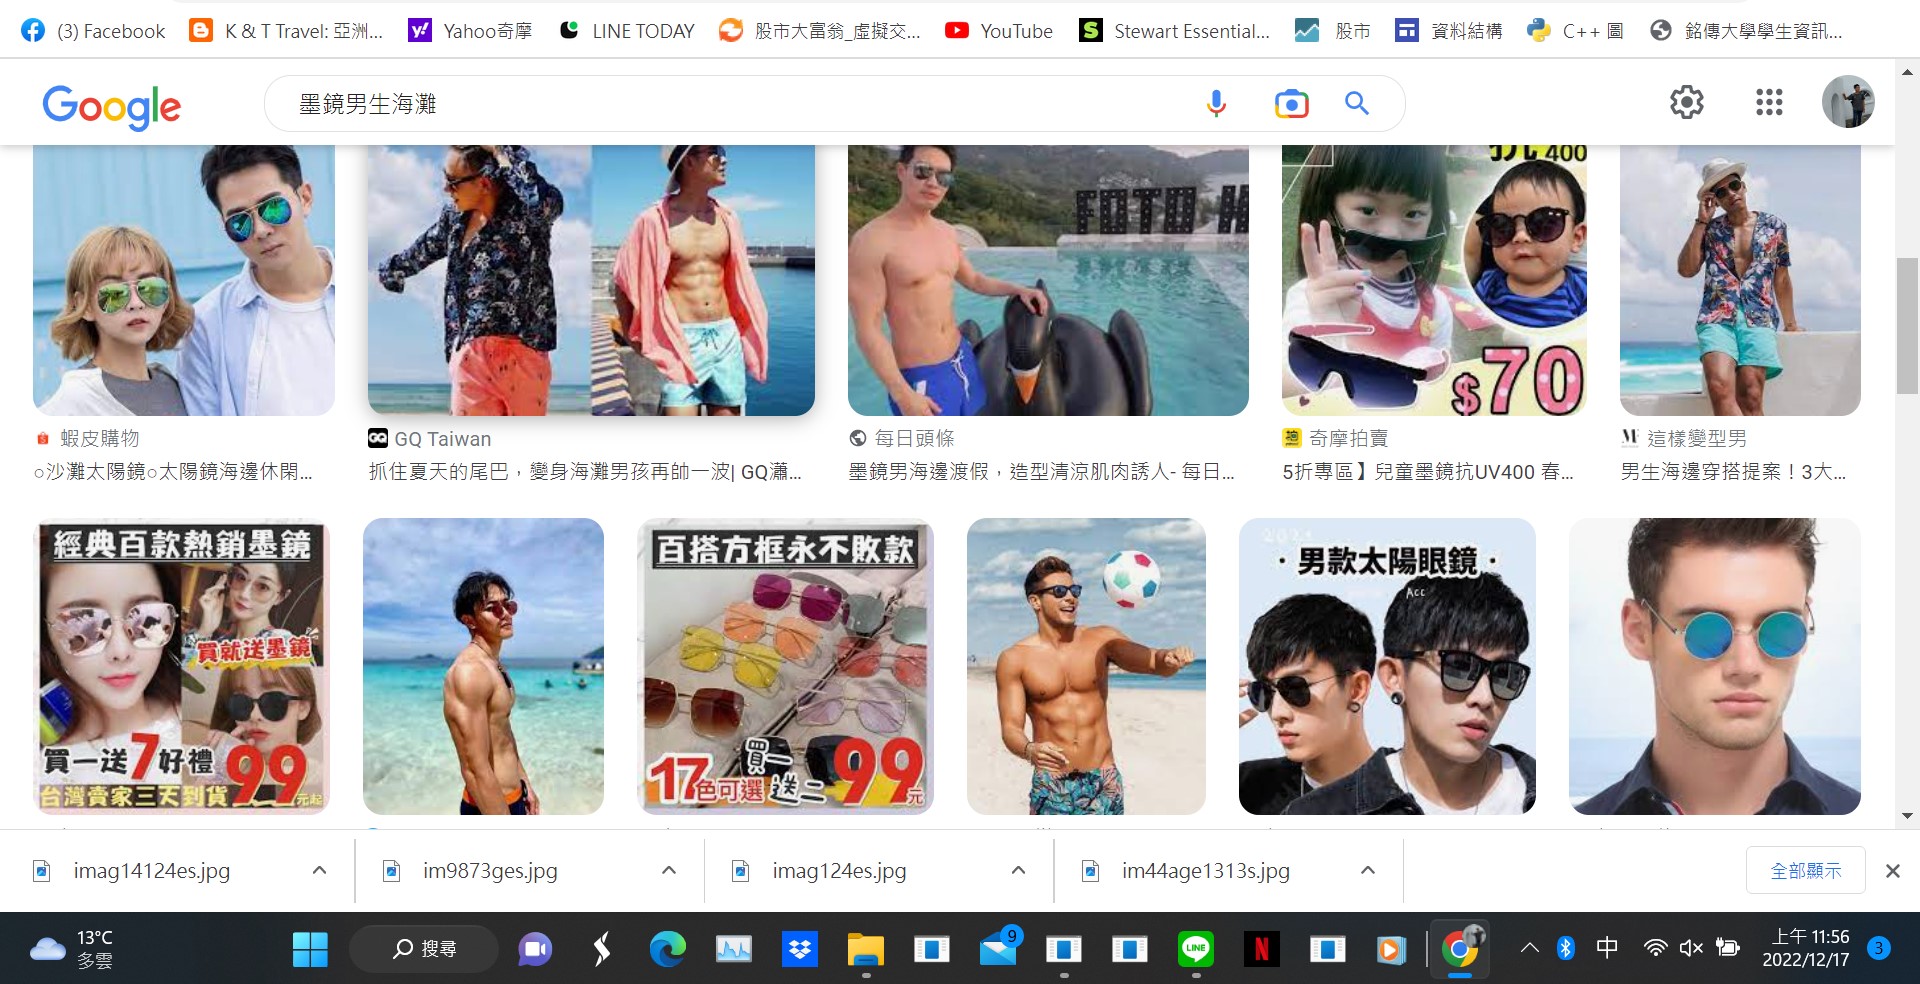 (3) Facebook
K & T Travel: 亞洲...
Yahoo奇摩
LINE TODAY
股市大富翁_虛擬交...
YouTube
Stewart Essential...
股市
資料結構
C++ 圖
銘傳大學學生資訊...
Google
墨鏡男生海灘
FOTO H
400
$70
蝦皮購物
GQ Taiwan
每日頭條
奇摩拍賣
這樣變型男
○沙灘太陽鏡○太陽鏡海邊休閑...
抓住夏天的尾巴，變身海灘男孩再帥一波| GQ瀟...
墨鏡男海邊渡假，造型清涼肌肉誘人- 每日...
5折專區】兒童墨鏡抗UV400 春...
男生海邊穿搭提案！3大...
經典百款熱銷墨鏡
買就送墨鏡
買一送7好禮
99元起
台灣賣家三天到貨
百搭方框永不敗款
17色可選
買一送二
99元
·男款太陽眼鏡·
Acc
imag14124es.jpg
im9873ges.jpg
imag124es.jpg
im44age1313s.jpg
全部顯示
13°C
多雲
搜尋
9
LINE
N
中
上午 11:56
2022/12/17
3